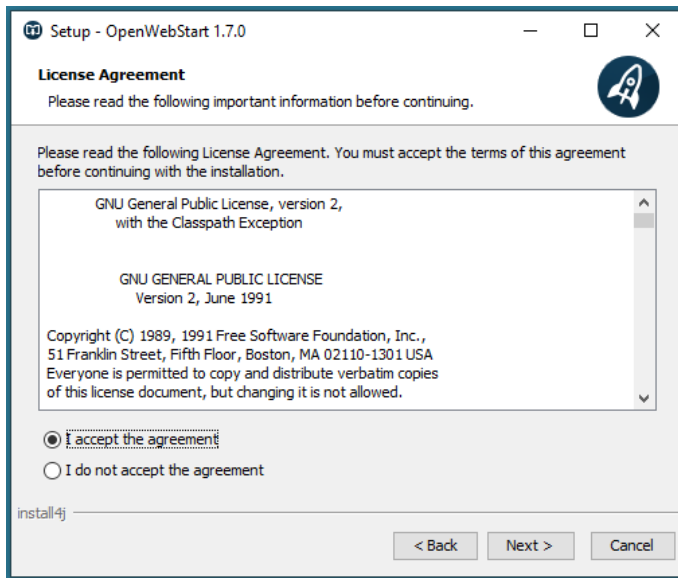 Setup - OpenWebStart 1.7.0
License Agreement
Please read the following important information before continuing.
Please read the following License Agreement. You must accept the terms of this agreement
before continuing with the installation.
GNU General Public License, version 2,
with the Classpath Exception
GNU GENERAL PUBLIC LICENSE
Version 2, June 1991
Copyright (C) 1989, 1991 Free Software Foundation, Inc.,
51 Franklin Street, Fifth Floor, Boston, MA 02110-1301 USA
Everyone is permitted to copy and distribute verbatim copies
of this license document, but changing it is not allowed.
I accept the agreement
I do not accept the agreement
install4j
< Back Next > Cancel